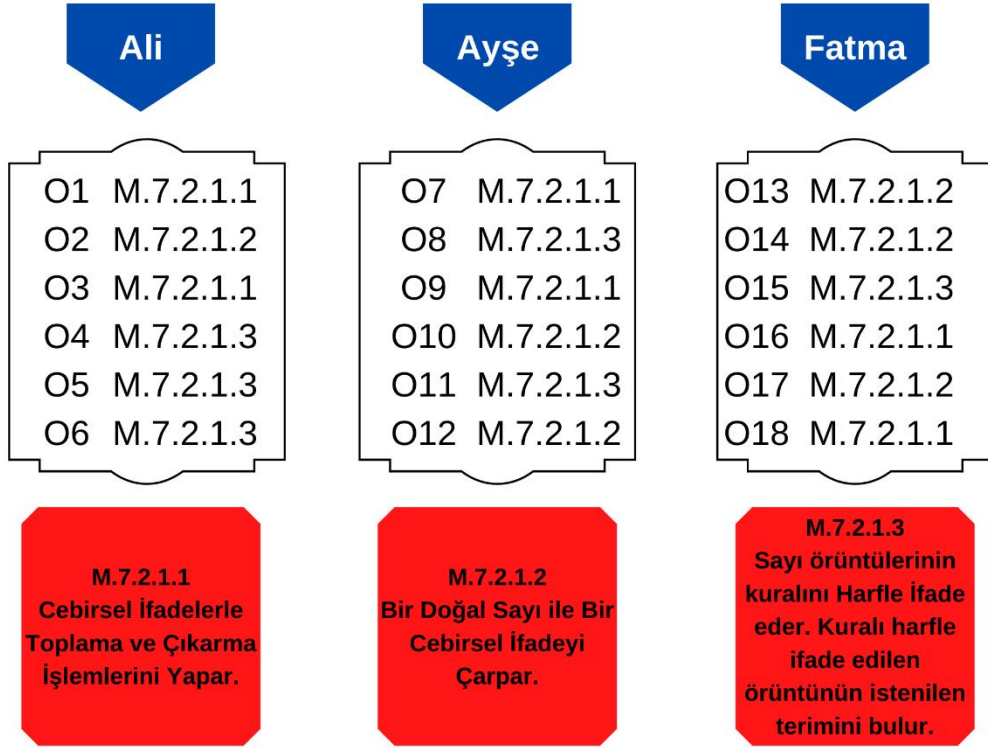 Ali
O1 M.7.2.1.1
O2 M.7.2.1.2
O3 M.7.2.1.1
O4 M.7.2.1.3
O5 M.7.2.1.3
O6 M.7.2.1.3
Ayşe
O7 M.7.2.1.1
O8 M.7.2.1.3
O9 M.7.2.1.1
O10 M.7.2.1.2
O11 M.7.2.1.3
O12 M.7.2.1.2
Fatma
O13 M.7.2.1.2
O14 M.7.2.1.2
O15 M.7.2.1.3
O16 M.7.2.1.1
O17 M.7.2.1.2
O18 M.7.2.1.1
M.7.2.1.1
Cebirsel İfadelerle
Toplama ve Çıkarma
İşlemlerini Yapar.
M.7.2.1.2
Bir Doğal Sayı ile Bir
Cebirsel İfadeyi
Çarpar.
M.7.2.1.3
Sayı örüntülerinin
kuralını Harfle İfade
eder. Kuralı harfle
ifade edilen
örüntünün istenilen
terimini bulur.